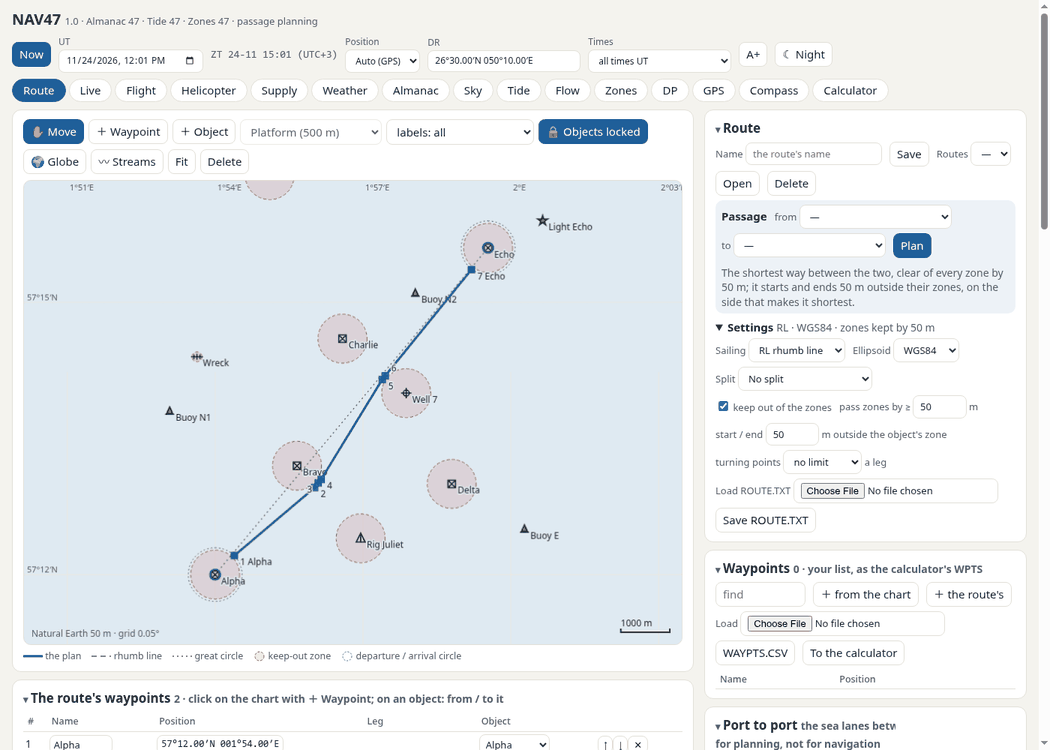 NAV47 1.0 · Almanac 47 · Tide 47 · Zones 47 · passage planning
UT
Position
DR
Times
Now
11/24/2026, 12:01 PM
ZT 24-11 15:01 (UTC+3)
Auto (GPS)
26°30.00'N 050°10.00'E
all times UT
A+
☾ Night
Route
Live
Flight
Helicopter
Supply
Weather
Almanac
Sky
Tide
Flow
Zones
DP
GPS
Compass
Calculator
✋ Move
+ Waypoint
+ Object
Platform (500 m)
labels: all
🔒 Objects locked
🌍 Globe
Streams
Fit
Delete
1°51'E
1°54'E
1°57'E
2°E
2°03'
Light Echo
Echo
7 Echo
57°15'N
Buoy N2
Charlie
Wreck
6
5
Well 7
Buoy N1
Bravo
4
3
2
Delta
Buoy E
Rig Juliet
1 Alpha
57°12'N
Alpha
1000 m
Natural Earth 50 m · grid 0.05°
the plan
rhumb line
great circle
keep-out zone
departure / arrival circle
▾ The route's waypoints 2 · click on the chart with + Waypoint; on an object: from / to it
# Name Position Leg Object
1 Alpha 57°12.00'N 001°54.00'E Alpha ↑ ↓ ×
▾ Route
Name the route's name Save Routes —
Open Delete
Passage from —
to — Plan
The shortest way between the two, clear of every zone by
50 m; it starts and ends 50 m outside their zones, on the
side that makes it shortest.
▼ Settings RL · WGS84 · zones kept by 50 m
Sailing RL rhumb line Ellipsoid WGS84
Split No split
keep out of the zones pass zones by ≥ 50 m
start / end 50 m outside the object's zone
turning points no limit a leg
Load ROUTE.TXT Choose File No file chosen
Save ROUTE.TXT
▾ Waypoints 0 · your list, as the calculator's WPTS
find + from the chart + the route's
Load Choose File No file chosen
WAYPTS.CSV To the calculator
Name Position
▾ Port to port the sea lanes betw
for planning, not for navigation